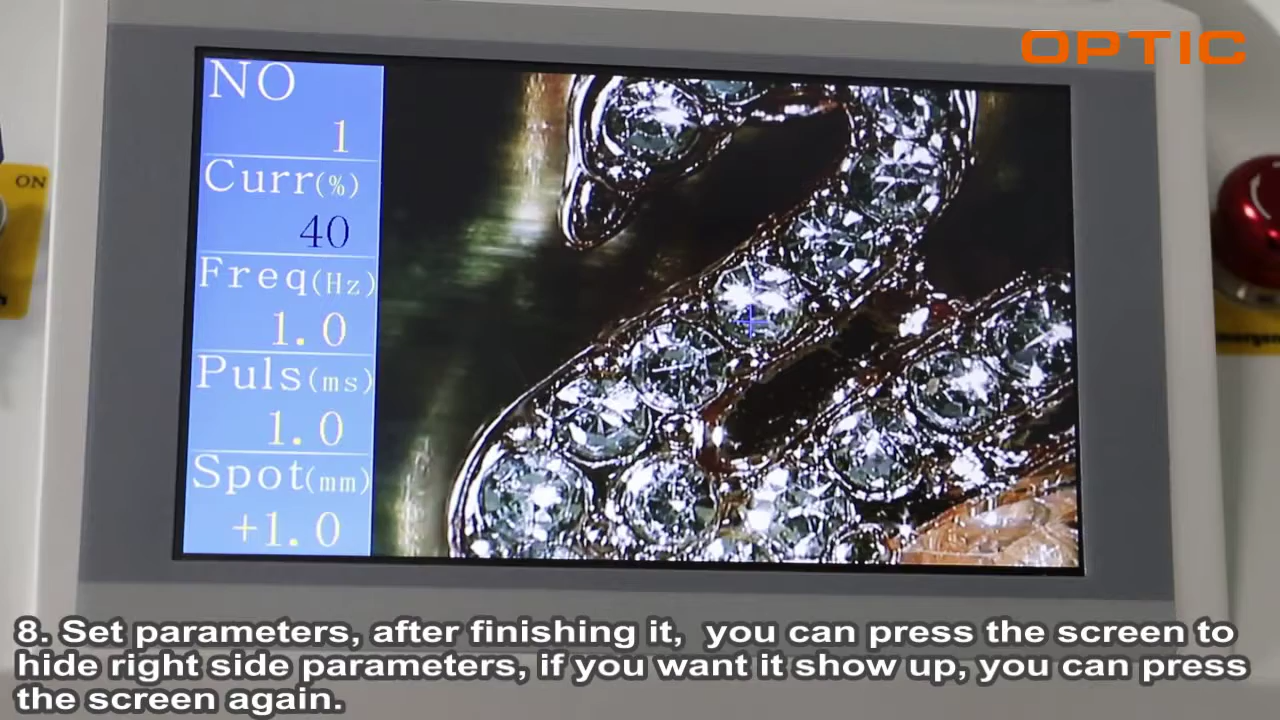 OPTIC
NO
1
Curr(%)
40
Freq(Hz)
1.0
Puls(ms)
1.0
Spot(mm)
+1.0
ON
8. Set parameters, after finishing it, you can press the screen to
hide right side parameters, if you want it show up, you can press
the screen again.